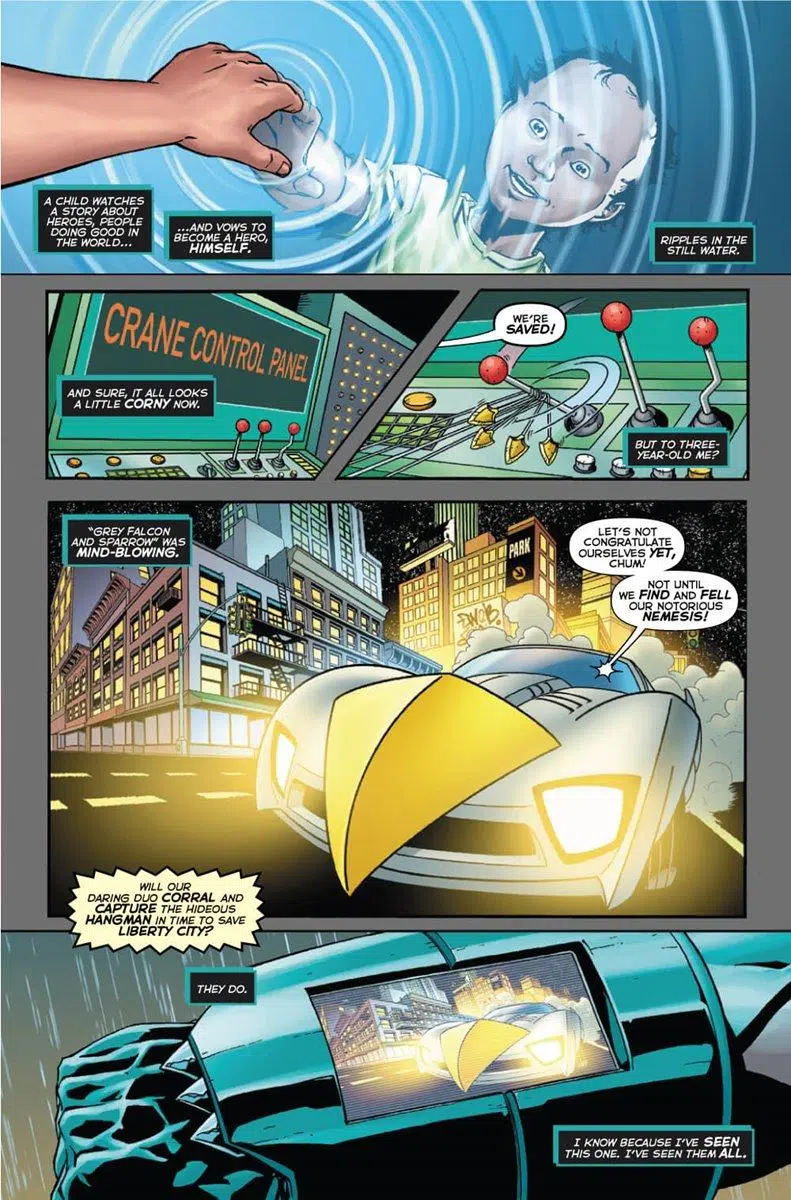 A CHILD WATCHES
A STORY ABOUT
HEROES, PEOPLE
DOING GOOD IN
THE WORLD...
...AND VOWS TO
BECOME A HERO,
HIMSELF.
RIPPLES IN THE
STILL WATER.
CRANE CONTROL PANEL
AND SURE, IT ALL LOOKS
A LITTLE CORNY NOW.
WE'RE
SAVED!
BUT TO THREE-
YEAR-OLD ME?
"GREY FALCON
AND SPARROW" WAS
MIND-BLOWING.
PARK
LET'S NOT
CONGRATULATE
OURSELVES YET,
CHUM!
NOT UNTIL
WE FIND AND FELL
OUR NOTORIOUS
NEMESIS!
WILL OUR
DARING DUO CORRAL AND
CAPTURE THE HIDEOUS
HANGMAN IN TIME TO SAVE
LIBERTY CITY?
THEY DO.
I KNOW BECAUSE I'VE SEEN
THIS ONE. I'VE SEEN THEM ALL.